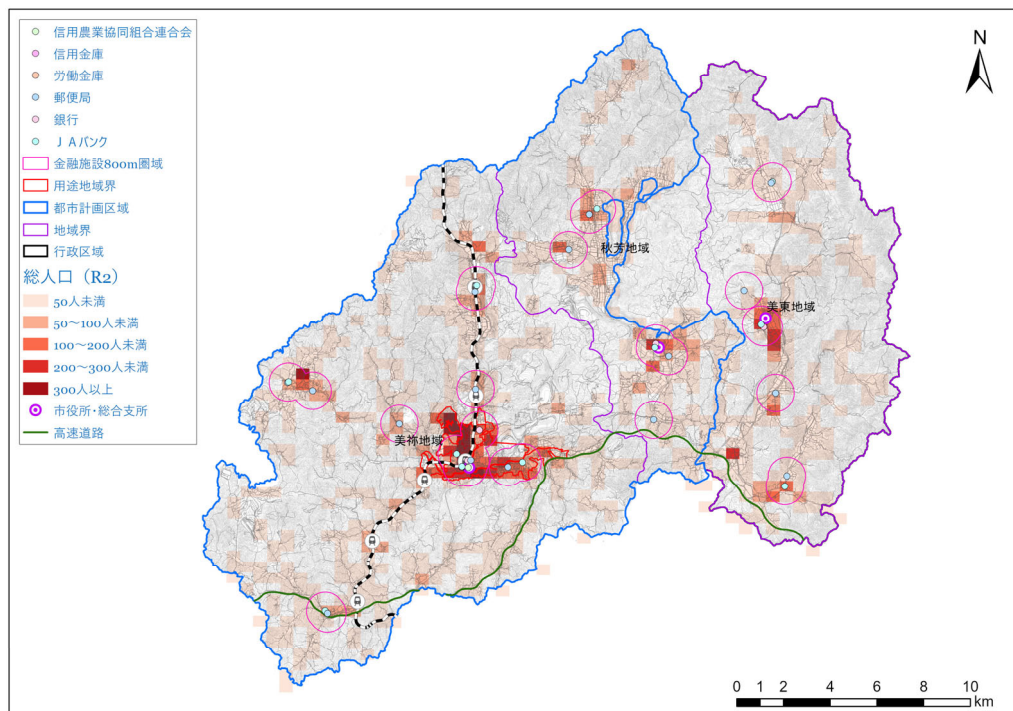 信用農業協同組合連合会
信用金庫
労働金庫
郵便局
銀行
ＪＡバンク
金融施設800m圏域
用途地域界
都市計画区域
地域界
行政区域
総人口（R2）
50人未満
50～100人未満
100～200人未満
200～300人未満
300人以上
市役所・総合支所
高速道路
N
秋芳地域
美東地域
美祢地域
0 1 2 4 6 8 10
km